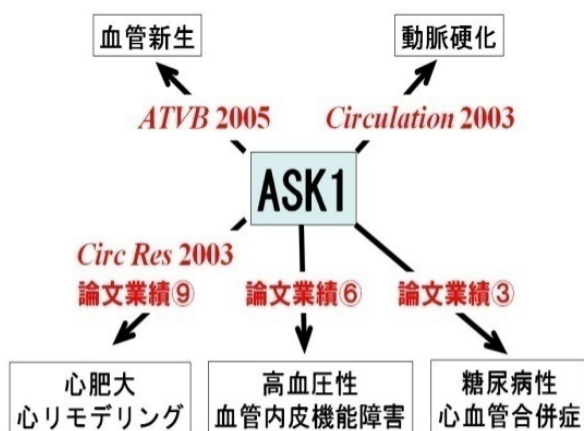 血管新生
動脈硬化
ATVB 2005
Circulation 2003
ASK1
Circ Res 2003
論文業績⑨
論文業績⑥
論文業績③
心肥大
心リモデリング
高血圧性
血管内皮機能障害
糖尿病性
心血管合併症